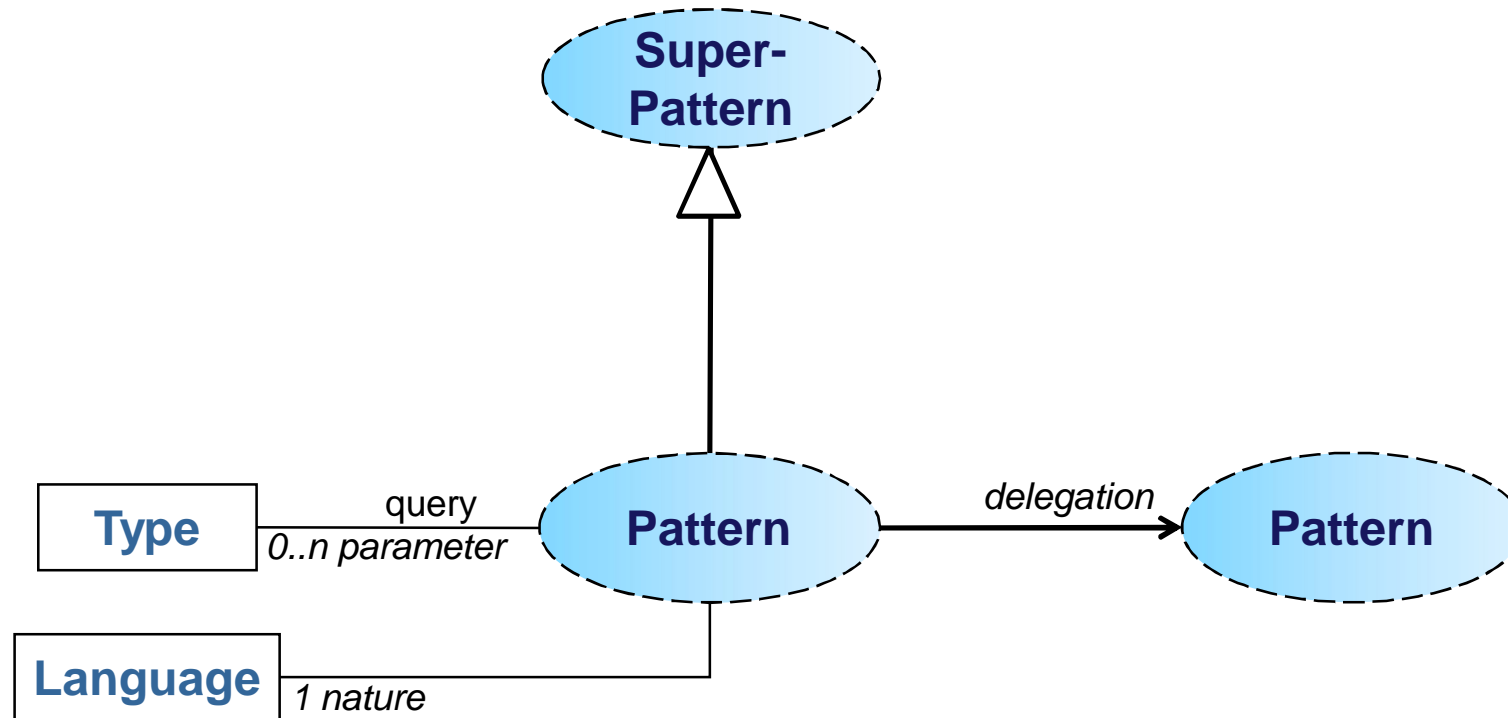 Super-
Pattern
Type
query
0..n parameter
Pattern
delegation
Pattern
Language
1 nature